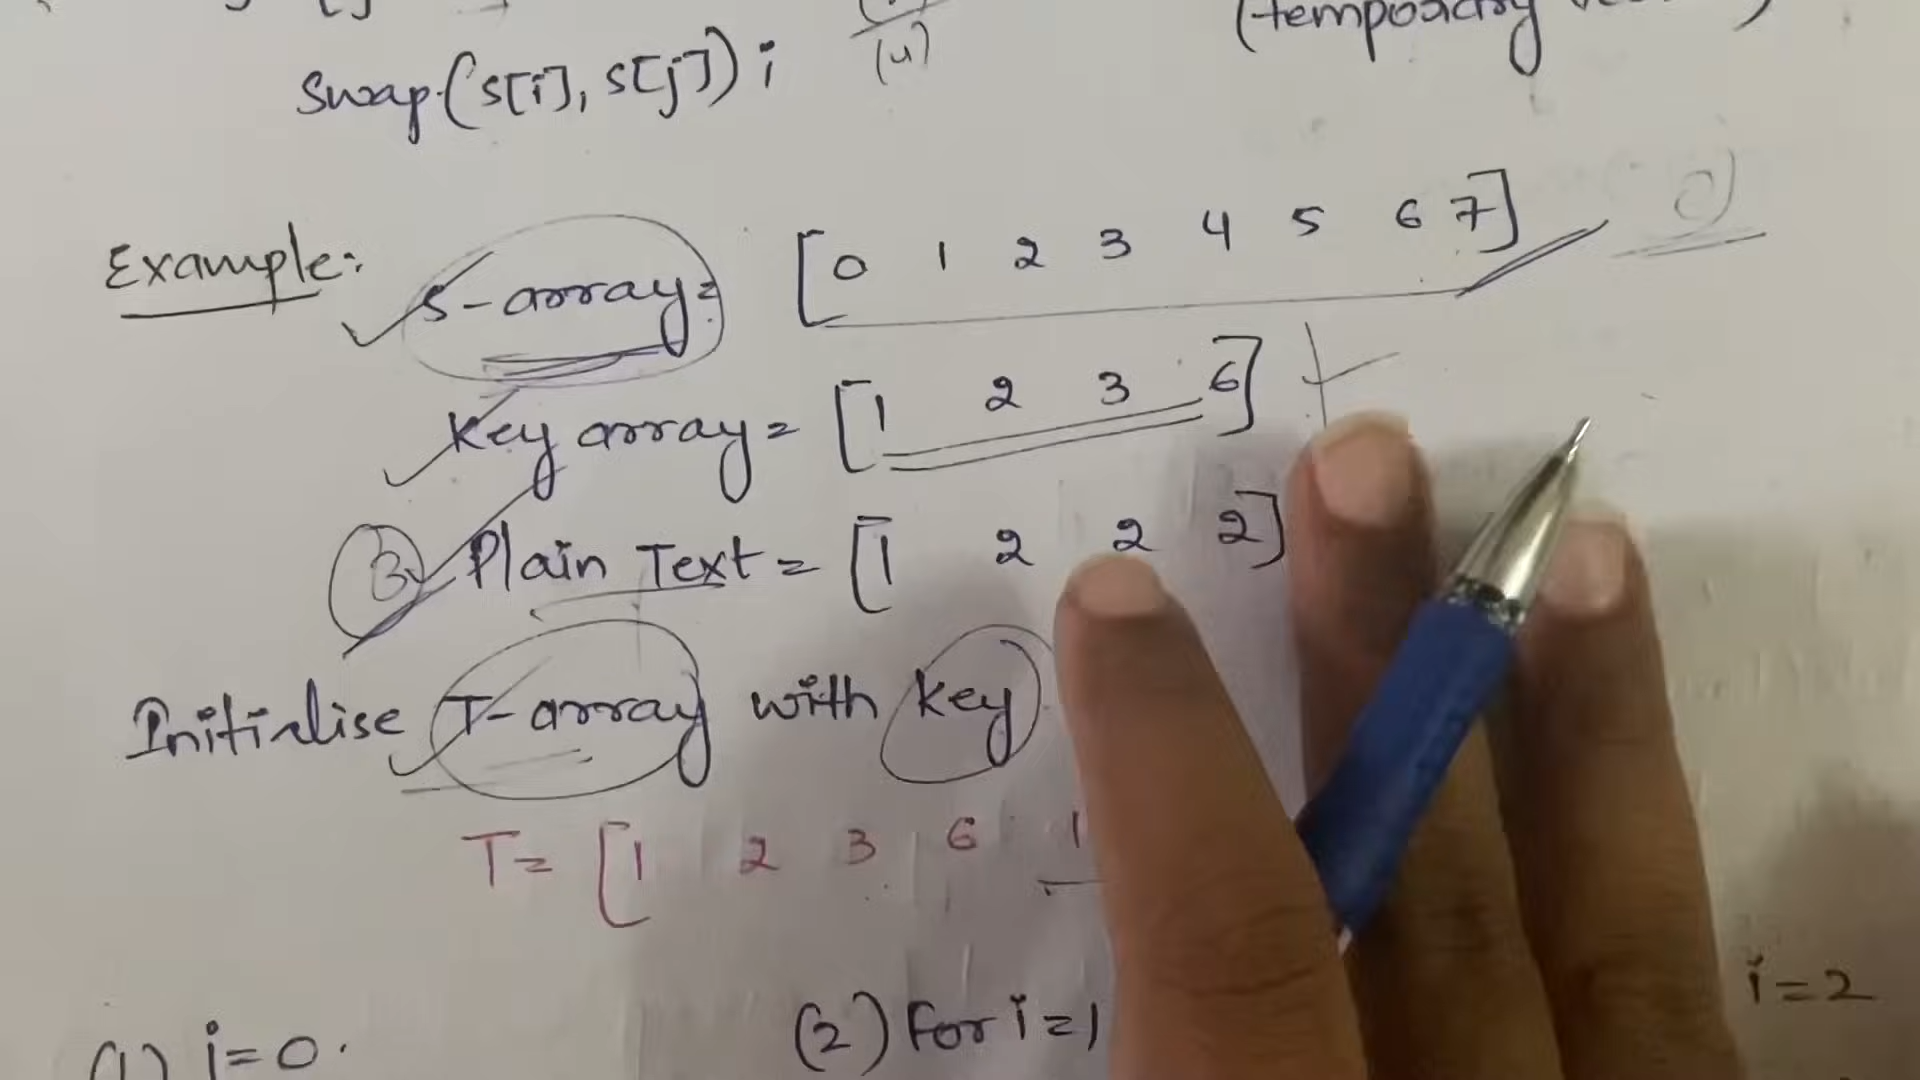 Swap(S[i], S[j]);
(4)
(temporary
Example:
S-array= [0 1 2 3 4 5 6 7]
Key array= [1 2 3 6]
3 Plain Text= [1 2 2 2]
Initialise T-array with key
T= [1 2 3 6 1
(1) i=0. (2) For i=1 i=2